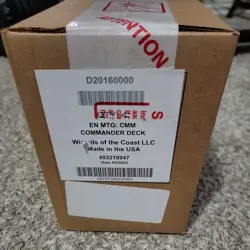 ATTENTION
D20160000
EN MTG: CMM
COMMANDER DECK
Wizards of the Coast LLC
Made in the USA
453218947